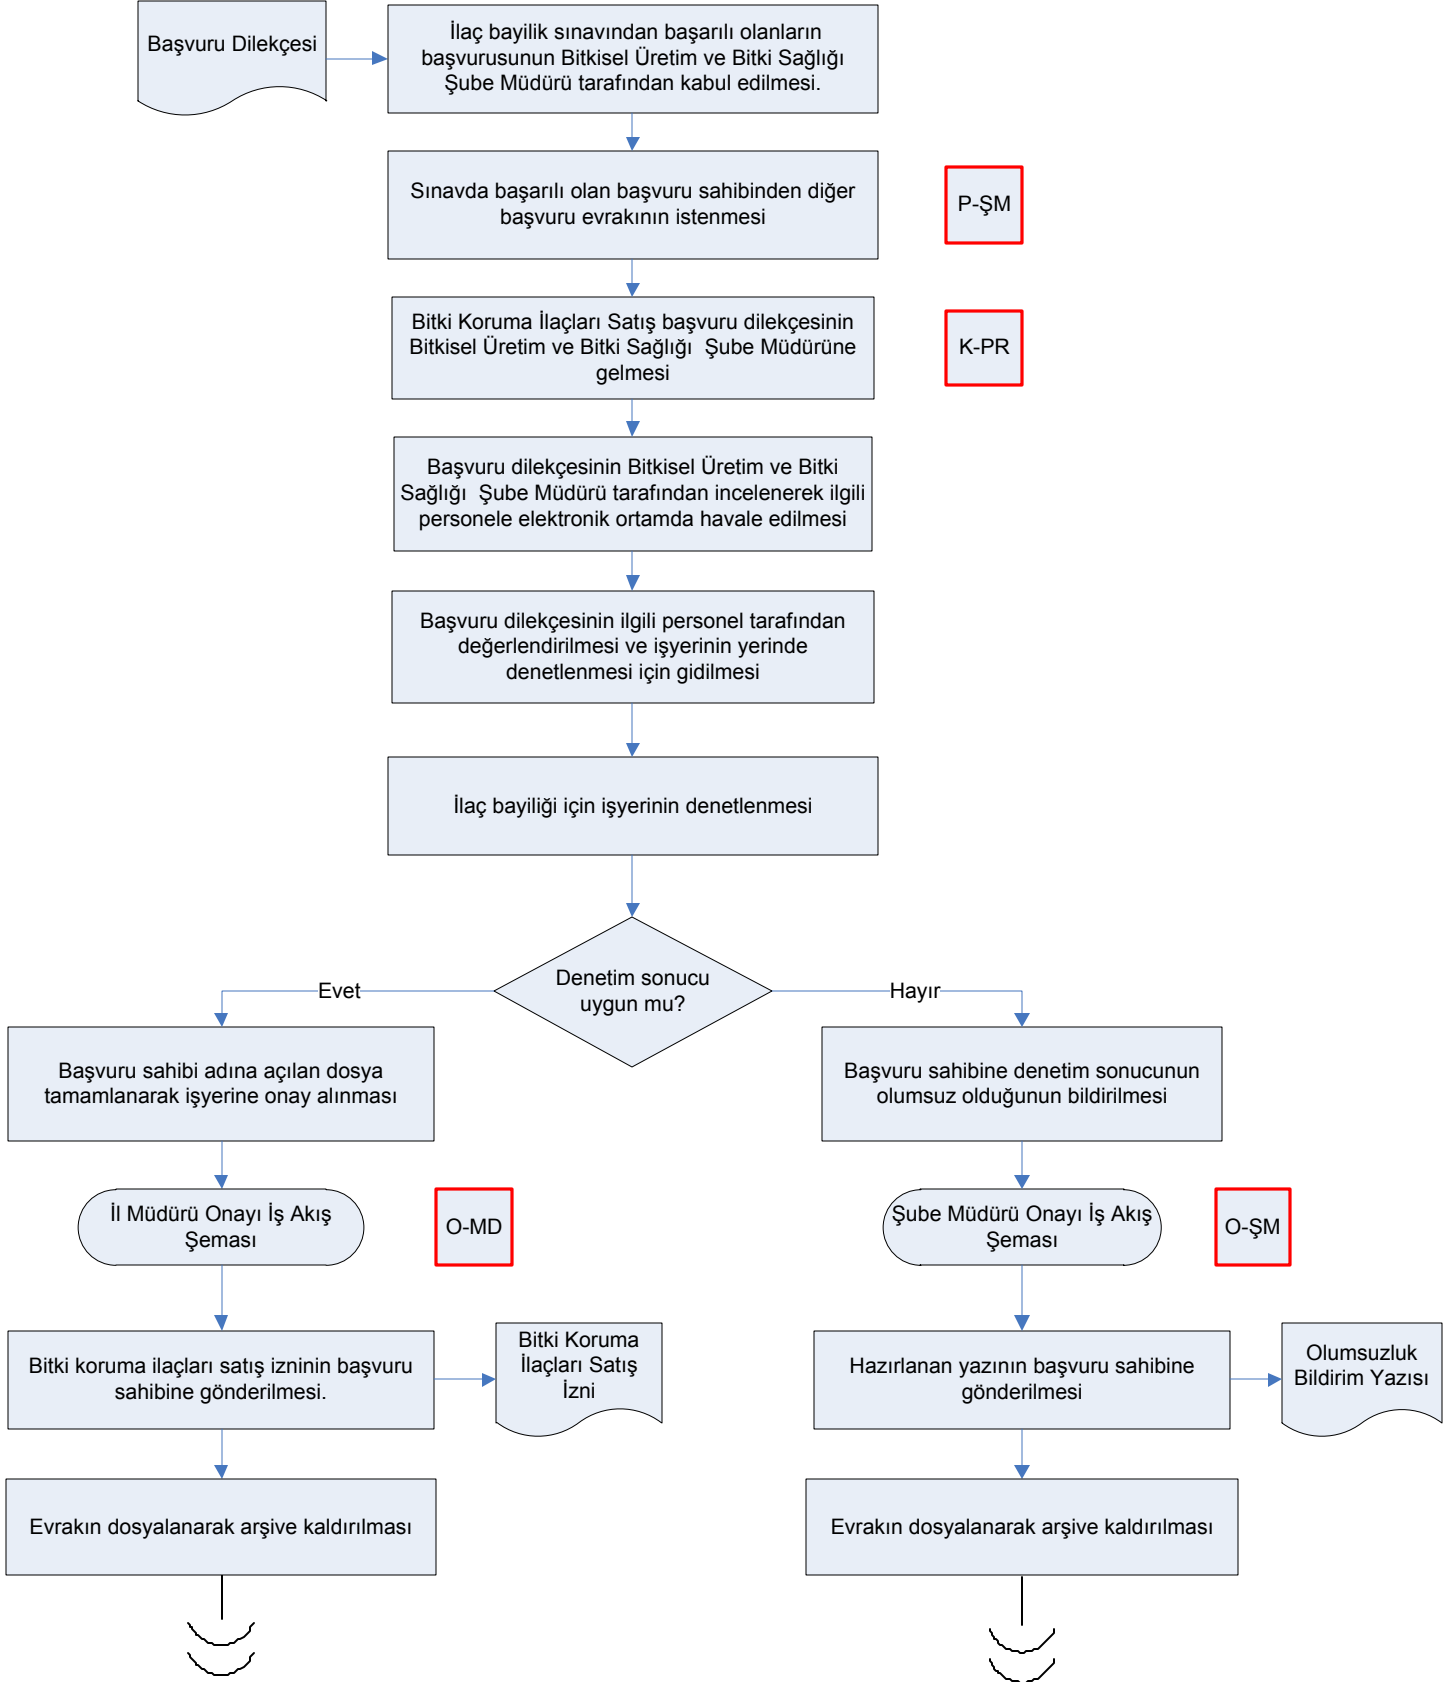 Başvuru Dilekçesi
İlaç bayilik sınavından başarılı olanların
başvurusunun Bitkisel Üretim ve Bitki Sağlığı
Şube Müdürü tarafından kabul edilmesi.
Sınavda başarılı olan başvuru sahibinden diğer
başvuru evrakının istenmesi
P-ŞM
Bitki Koruma İlaçları Satış başvuru dilekçesinin
Bitkisel Üretim ve Bitki Sağlığı Şube Müdürüne
gelmesi
K-PR
Başvuru dilekçesinin Bitkisel Üretim ve Bitki
Sağlığı Şube Müdürü tarafından incelenerek ilgili
personele elektronik ortamda havale edilmesi
Başvuru dilekçesinin ilgili personel tarafından
değerlendirilmesi ve işyerinin yerinde
denetlenmesi için gidilmesi
İlaç bayiliği için işyerinin denetlenmesi
Denetim sonucu
uygun mu?
Evet
Hayır
Başvuru sahibi adına açılan dosya
tamamlanarak işyerine onay alınması
Başvuru sahibine denetim sonucunun
olumsuz olduğunun bildirilmesi
İl Müdürü Onayı İş Akış
Şeması
O-MD
Şube Müdürü Onayı İş Akış
Şeması
O-ŞM
Bitki koruma ilaçları satış izninin başvuru
sahibine gönderilmesi.
Bitki Koruma
İlaçları Satış
İzni
Hazırlanan yazının başvuru sahibine
gönderilmesi
Olumsuzluk
Bildirim Yazısı
Evrakın dosyalanarak arşive kaldırılması
Evrakın dosyalanarak arşive kaldırılması